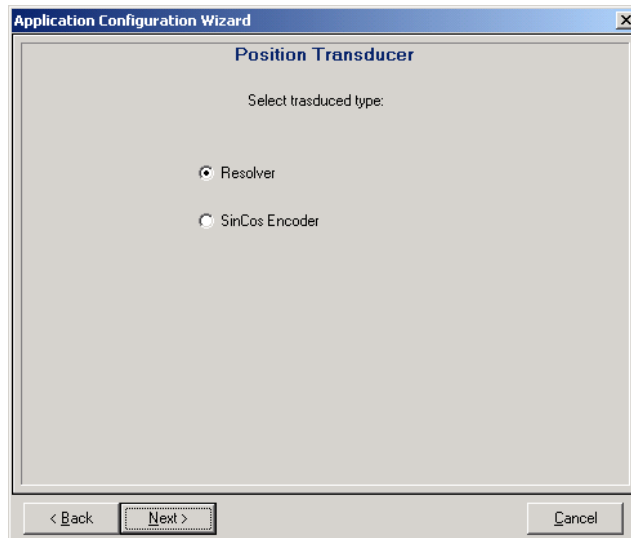 Application Configuration Wizard
Position Transducer
Select trasduced type:
Resolver
SinCos Encoder
< Back
Next >
Cancel